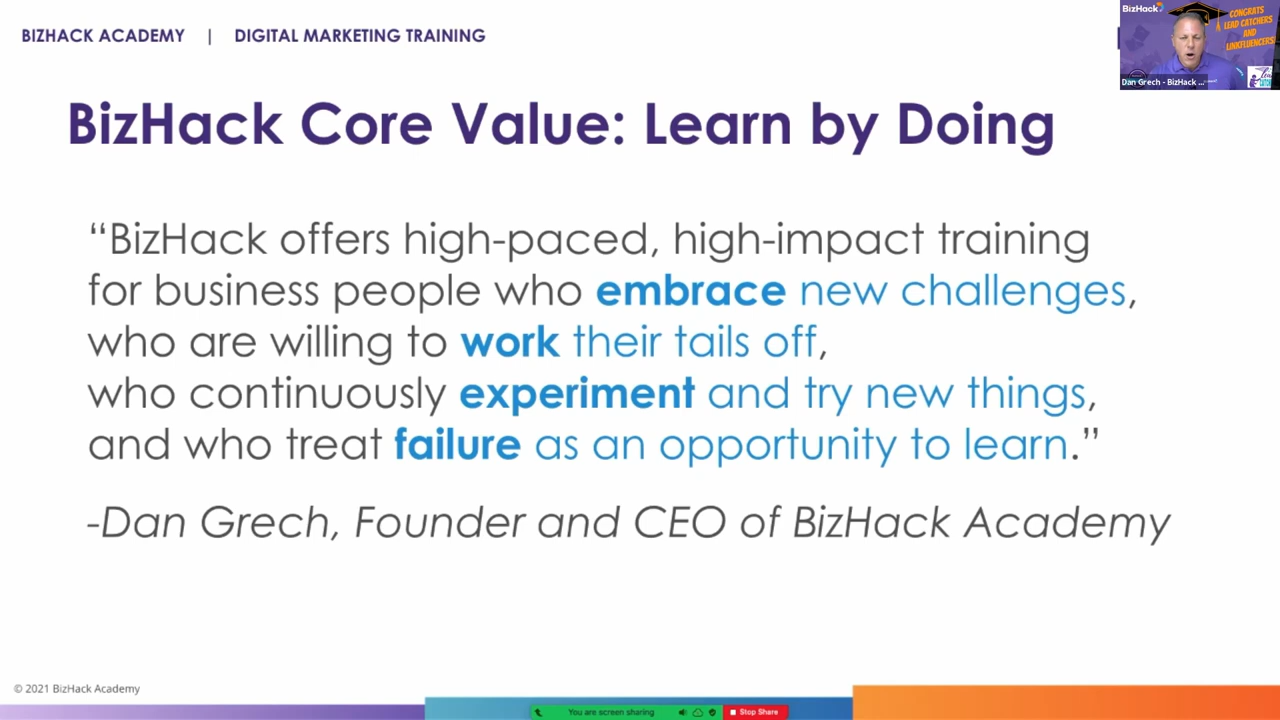 BIZHACK ACADEMY | DIGITAL MARKETING TRAINING
BizHack
CONGRATS
LEAD CATCHERS
AND
LINKFLUENCERS
Dan Grech - BizHack ...
BizHack Core Value: Learn by Doing
“BizHack offers high-paced, high-impact training
for business people who embrace new challenges,
who are willing to work their tails off,
who continuously experiment and try new things,
and who treat failure as an opportunity to learn.”
-Dan Grech, Founder and CEO of BizHack Academy
© 2021 BizHack Academy
You are screen sharing
Stop Share